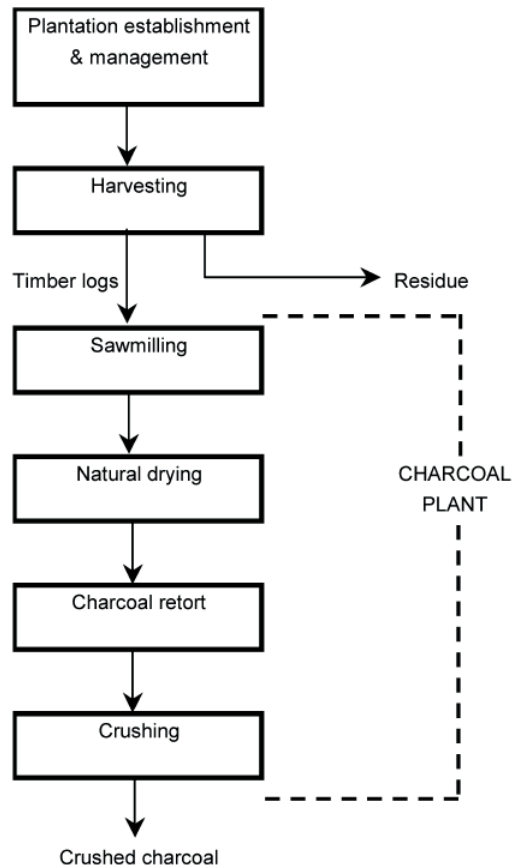 Plantation establishment
& management
Harvesting
Timber logs
Residue
Sawmilling
Natural drying
CHARCOAL
PLANT
Charcoal retort
Crushing
Crushed charcoal